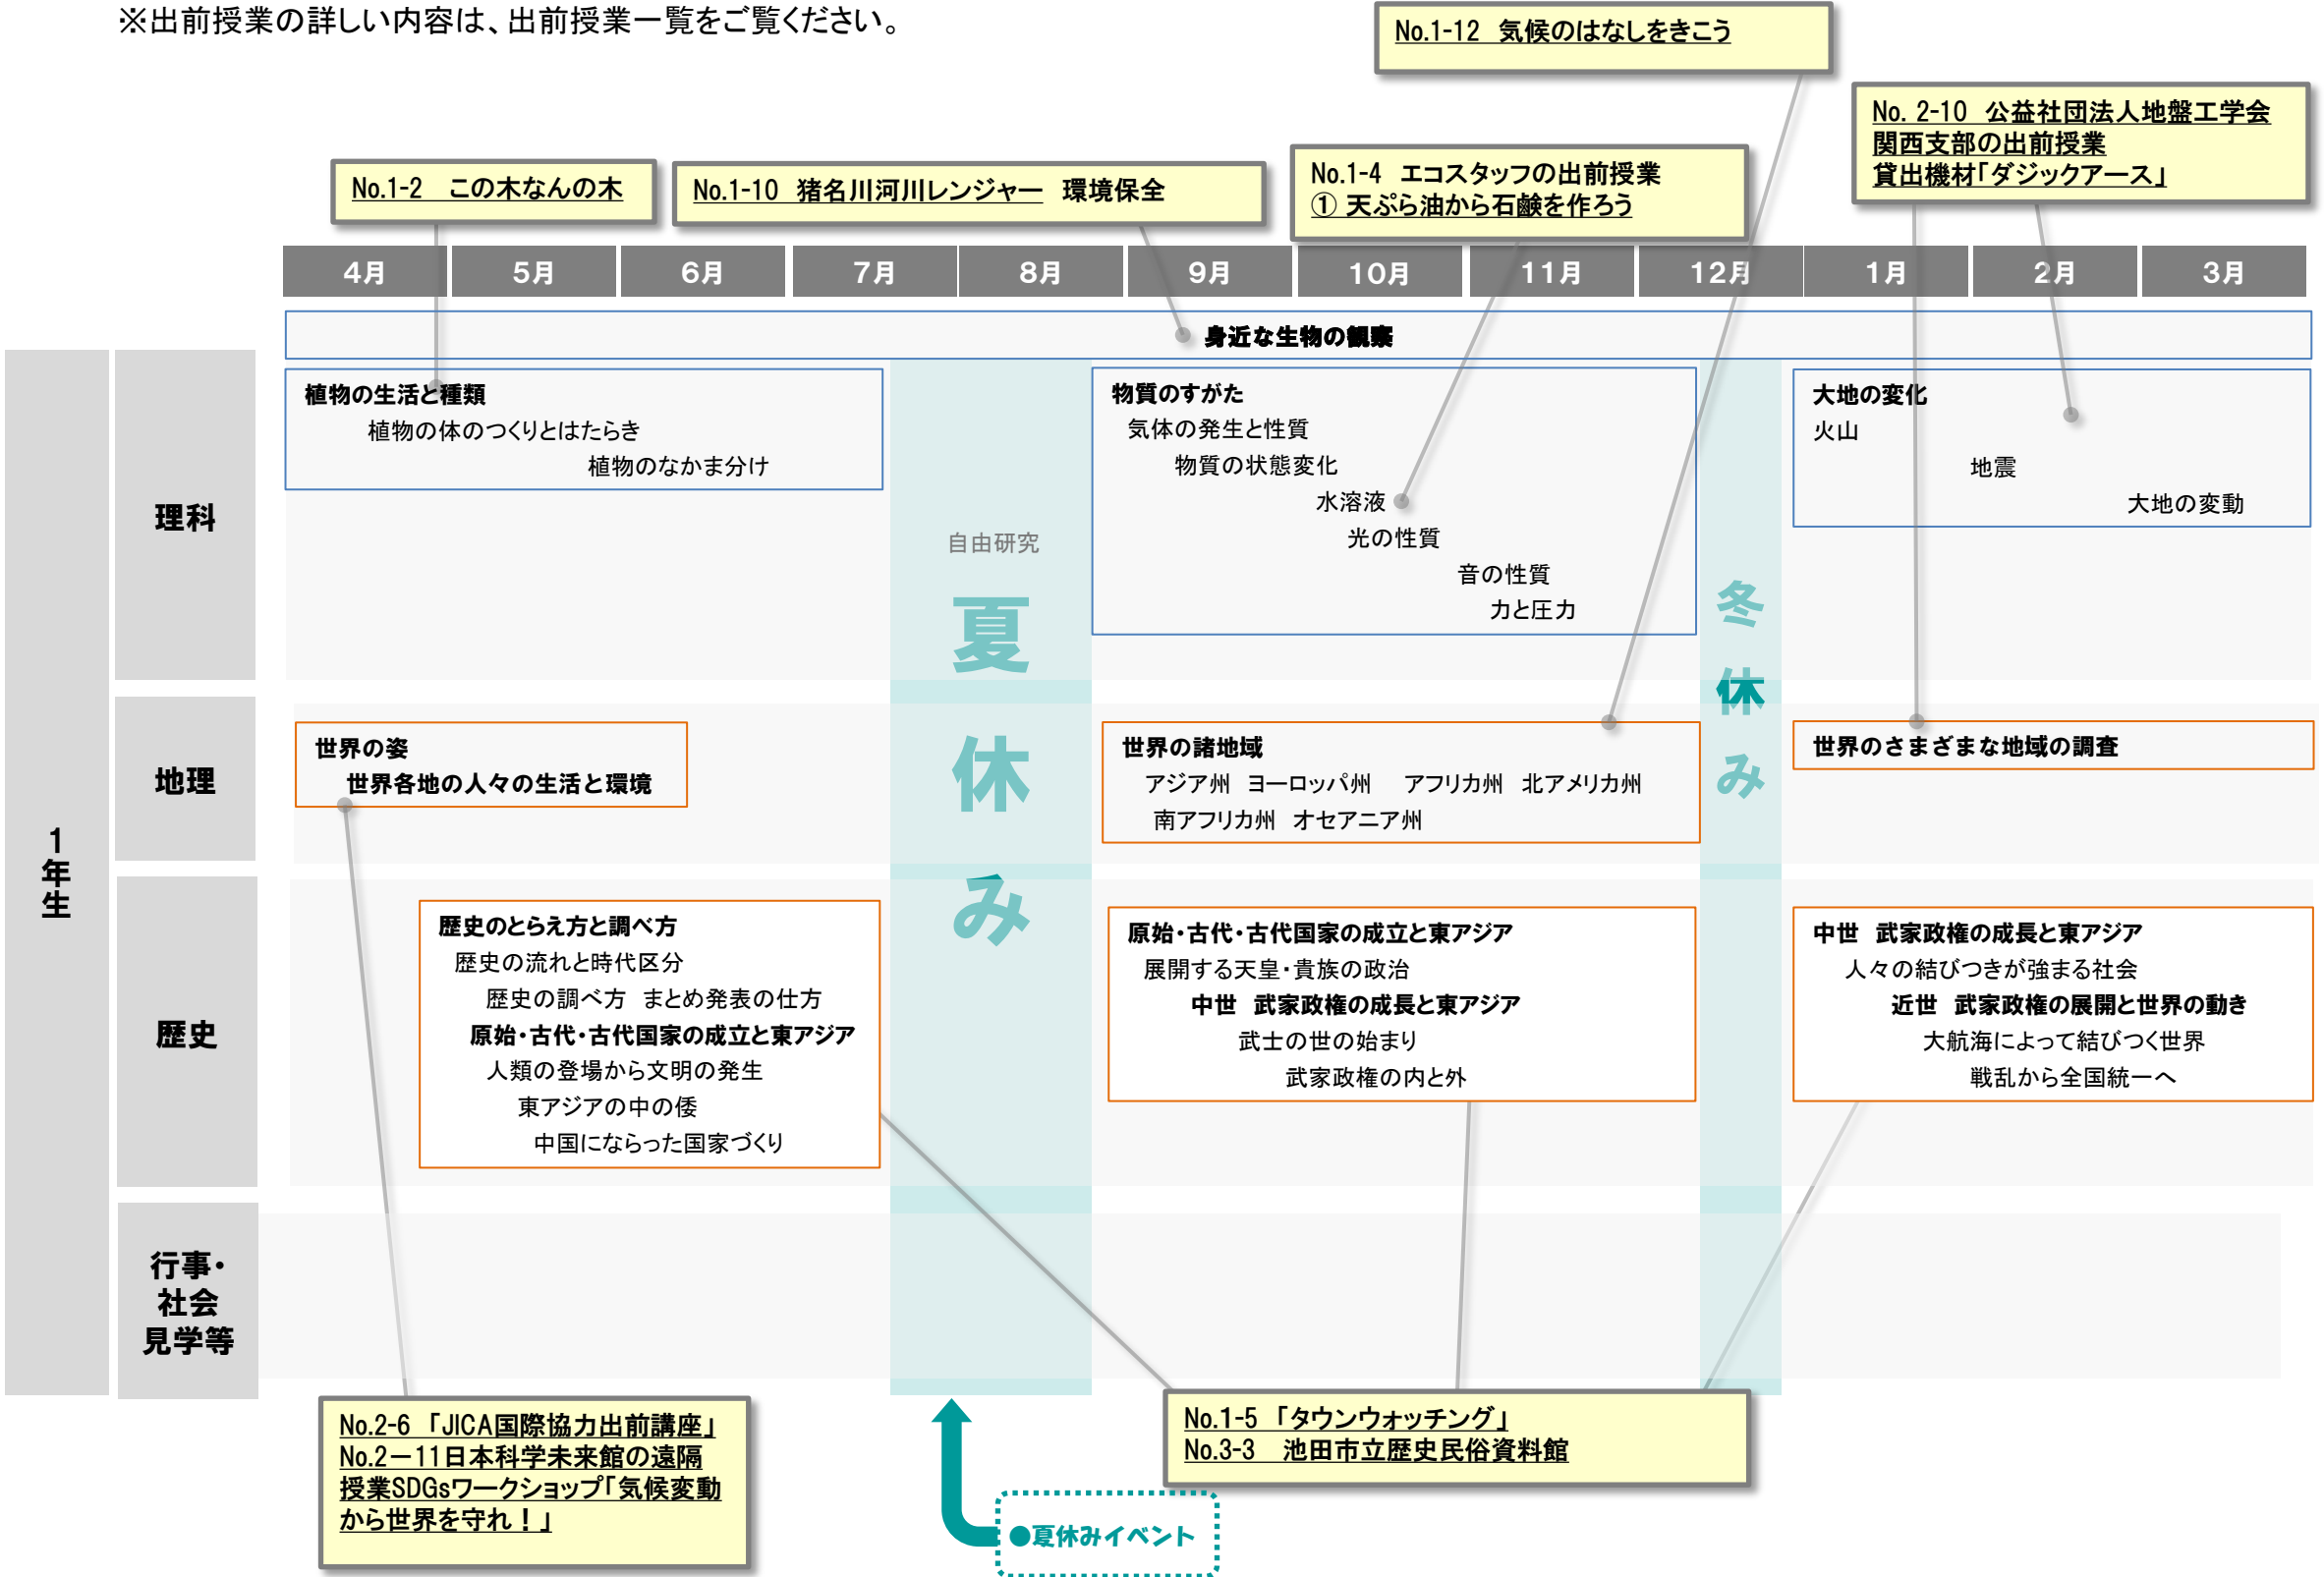 ※出前授業の詳しい内容は、出前授業一覧をご覧ください。
No.1-12 気候のはなしをきこう
No. 2-10 公益社団法人地盤工学会
関西支部の出前授業
貸出機材「ダジックアース」
No.1-2 この木なんの木
No.1-10 猪名川河川レンジャー 環境保全
No.1-4 エコスタッフの出前授業
① 天ぷら油から石鹸を作ろう
4月 5月 6月 7月 8月 9月 10月 11月 12月 1月 2月 3月
身近な生物の観察
1年生
理科
植物の生活と種類
植物の体のつくりとはたらき
植物のなかま分け
自由研究
夏休み
物質のすがた
気体の発生と性質
物質の状態変化
水溶液
光の性質
音の性質
力と圧力
冬休み
大地の変化
火山
地震
大地の変動
地理
世界の姿
世界各地の人々の生活と環境
世界の諸地域
アジア州 ヨーロッパ州 アフリカ州 北アメリカ州
南アフリカ州 オセアニア州
世界のさまざまな地域の調査
歴史
歴史のとらえ方と調べ方
歴史の流れと時代区分
歴史の調べ方 まとめ発表の仕方
原始・古代・古代国家の成立と東アジア
人類の登場から文明の発生
東アジアの中の倭
中国にならった国家づくり
原始・古代・古代国家の成立と東アジア
展開する天皇・貴族の政治
中世 武家政権の成長と東アジア
武士の世の始まり
武家政権の内と外
中世 武家政権の成長と東アジア
人々の結びつきが強まる社会
近世 武家政権の展開と世界の動き
大航海によって結びつく世界
戦乱から全国統一へ
行事・
社会
見学等
No.2-6 「JICA国際協力出前講座」
No.2－11日本科学未来館の遠隔
授業SDGsワークショップ「気候変動
から世界を守れ！」
No.1-5 「タウンウォッチング」
No.3-3 池田市立歴史民俗資料館
●夏休みイベント